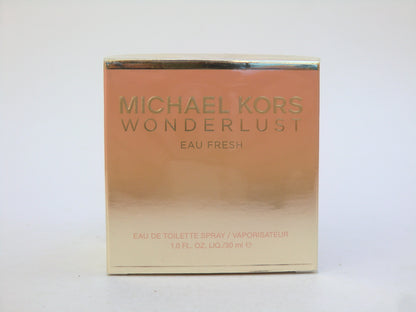 MICHAEL KORS
WONDERLUST
EAU FRESH
EAU DE TOILETTE SPRAY / VAPORISATEUR
1.0 FL. OZ. LIQ./30 ml ℮